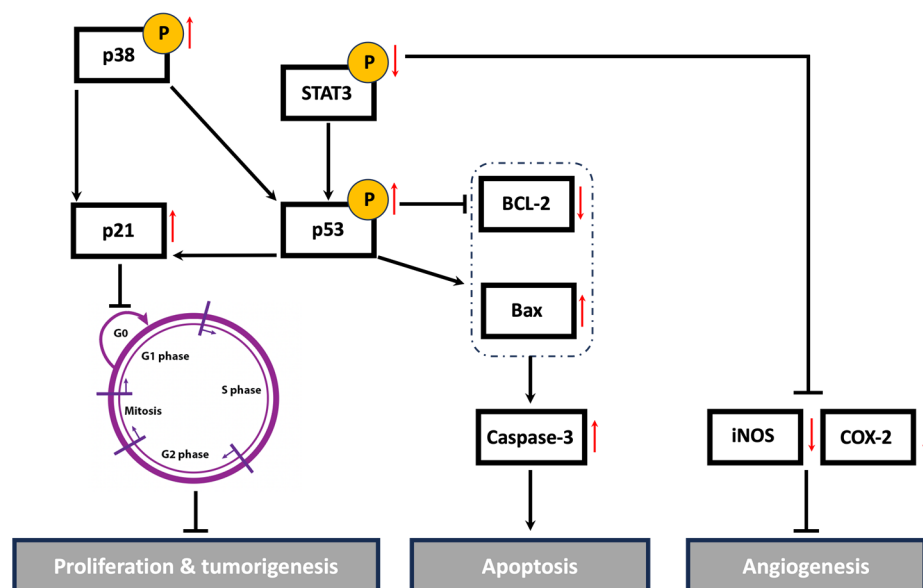 P
p38
P
STAT3
P
p21
p53
BCL-2
Bax
G0
G1 phase
S phase
Mitosis
G2 phase
Caspase-3
iNOS
COX-2
Proliferation & tumorigenesis
Apoptosis
Angiogenesis